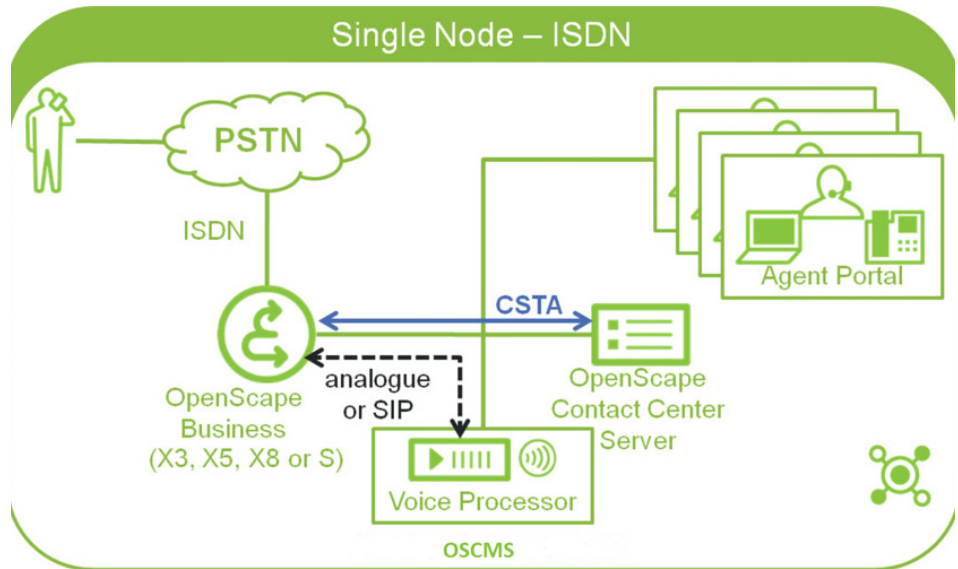 Single Node – ISDN
PSTN
ISDN
Agent Portal
CSTA
analogue
or SIP
OpenScape
Business
(X3, X5, X8 or S)
OpenScape
Contact Center
Server
Voice Processor
OSCMS